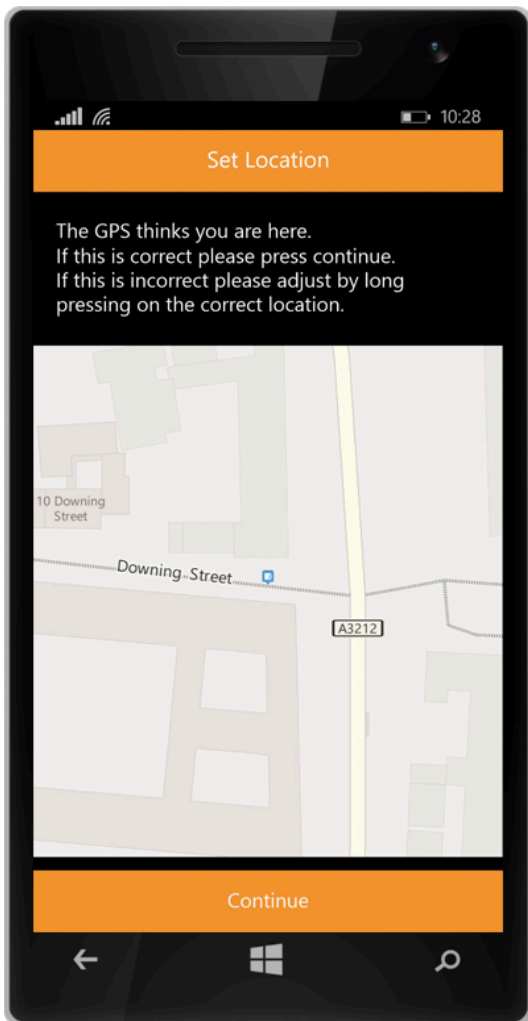 10:28
Set Location
The GPS thinks you are here.
If this is correct please press continue.
If this is incorrect please adjust by long
pressing on the correct location.
10 Downing
Street
Downing Street
A3212
Continue